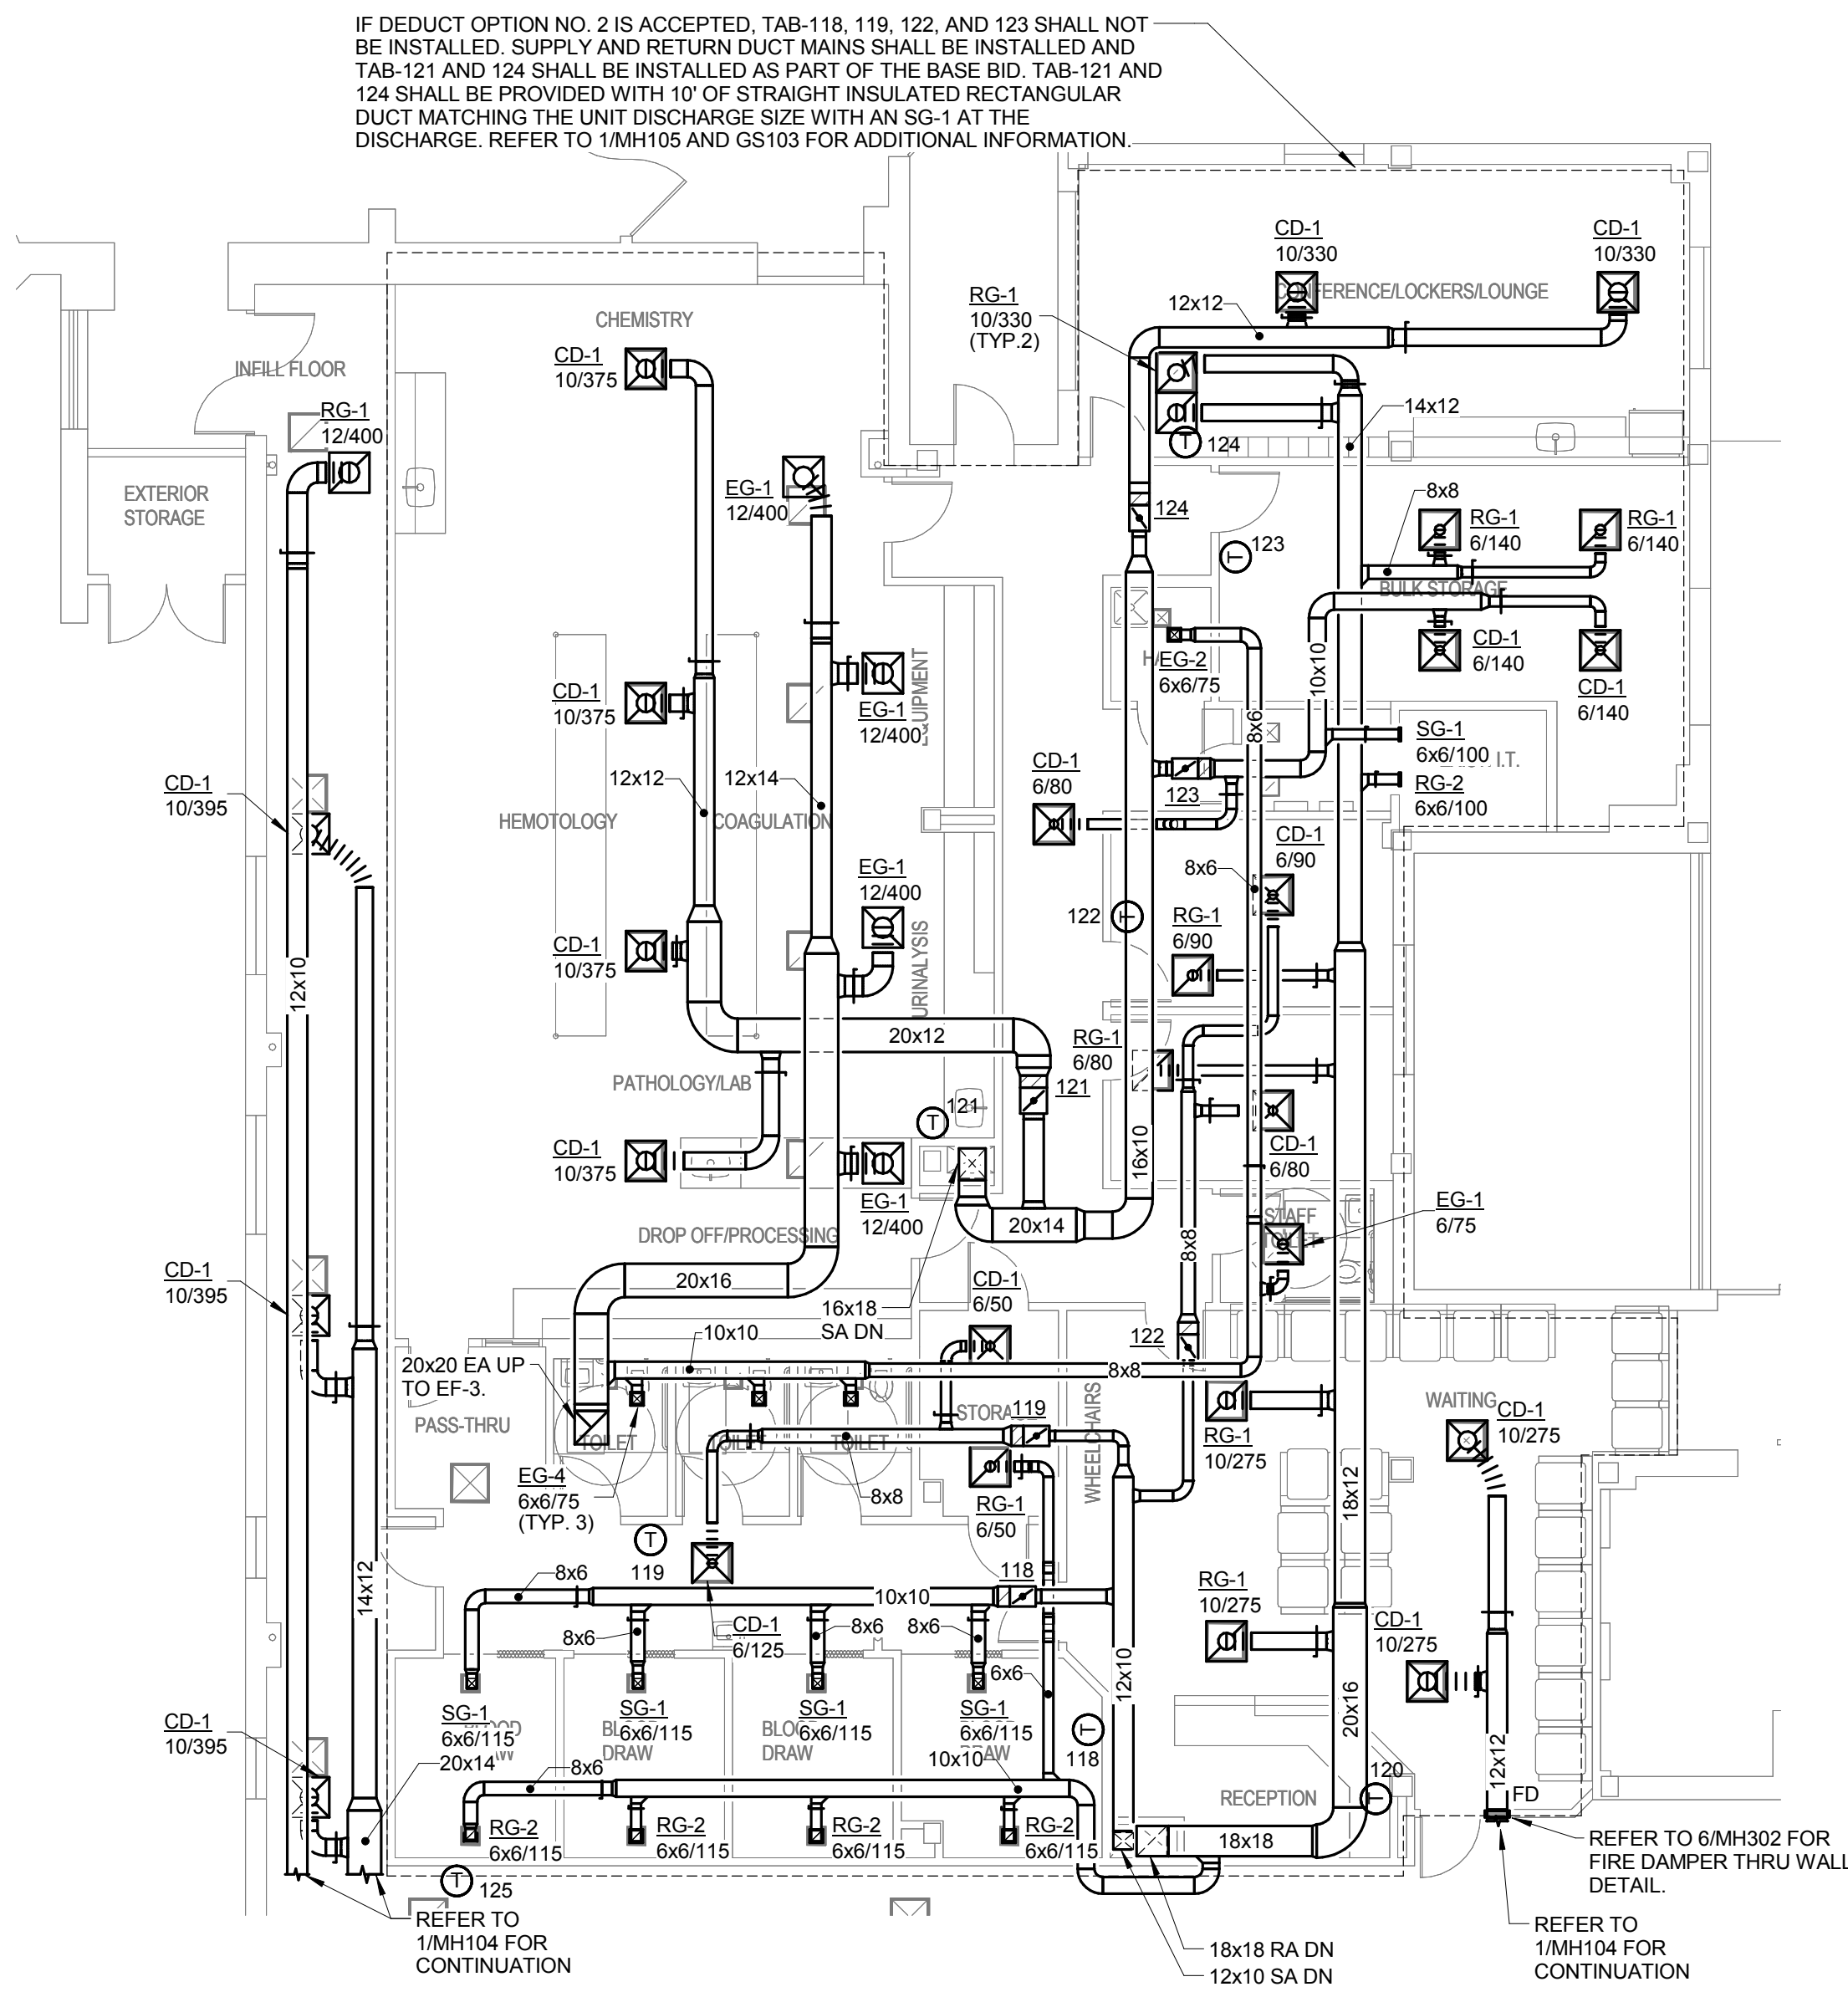 IF DEDUCT OPTION NO. 2 IS ACCEPTED, TAB-118, 119, 122, AND 123 SHALL NOT
BE INSTALLED. SUPPLY AND RETURN DUCT MAINS SHALL BE INSTALLED AND
TAB-121 AND 124 SHALL BE INSTALLED AS PART OF THE BASE BID. TAB-121 AND
124 SHALL BE PROVIDED WITH 10' OF STRAIGHT INSULATED RECTANGULAR
DUCT MATCHING THE UNIT DISCHARGE SIZE WITH AN SG-1 AT THE
DISCHARGE. REFER TO 1/MH105 AND GS103 FOR ADDITIONAL INFORMATION.
CD-1
10/330
CD-1
10/330
CONFERENCE/LOCKERS/LOUNGE
RG-1
10/330
(TYP.2)
12x12
CHEMISTRY
CD-1
10/375
INFILL FLOOR
RG-1
12/400
14x12
T
124
EXTERIOR
STORAGE
EG-1
12/400
124
8x8
RG-1
6/140
RG-1
6/140
T
123
BULK STORAGE
EG-2
6x6/75
10x10
CD-1
6/140
CD-1
6/140
EQUIPMENT
CD-1
10/375
EG-1
12/400
8x6
SG-1
6x6/100
I.T.
RG-2
6x6/100
CD-1
6/80
123
CD-1
10/395
12x12
12x14
HEMOTOLOGY
COAGULATION
CD-1
6/90
8x6
EG-1
12/400
122
T
RG-1
6/90
CD-1
10/375
URINALYSIS
12x10
20x12
RG-1
6/80
PATHOLOGY/LAB
121
T
121
CD-1
10/375
16x10
CD-1
6/80
EG-1
12/400
EG-1
6/75
STAFF
TOILET
DROP OFF/PROCESSING
20x14
8x8
CD-1
10/395
20x16
CD-1
6/50
16x18
SA DN
122
10x10
8x8
20x20 EA UP
TO EF-3.
PASS-THRU
TOILET
TOILET
TOILET
STORAGE
119
WHEELCHAIRS
RG-1
10/275
WAITING
CD-1
10/275
EG-4
6x6/75
(TYP. 3)
8x8
RG-1
6/50
18x12
T
119
118
14x12
8x6
10x10
RG-1
10/275
CD-1
10/275
8x6
CD-1
6/125
8x6
8x6
6x6
12x10
SG-1
6x6/115
SG-1
6x6/115
SG-1
6x6/115
SG-1
6x6/115
BLOOD
DRAW
BLOOD
DRAW
BLOOD
DRAW
DRAW
CD-1
10/395
20x14
8x6
10x10
T
118
20x16
12x12
120
T
RECEPTION
FD
RG-2
6x6/115
RG-2
6x6/115
RG-2
6x6/115
RG-2
6x6/115
18x18
REFER TO 6/MH302 FOR
FIRE DAMPER THRU WALL
DETAIL.
T
125
REFER TO
1/MH104 FOR
CONTINUATION
18x18 RA DN
12x10 SA DN
REFER TO
1/MH104 FOR
CONTINUATION